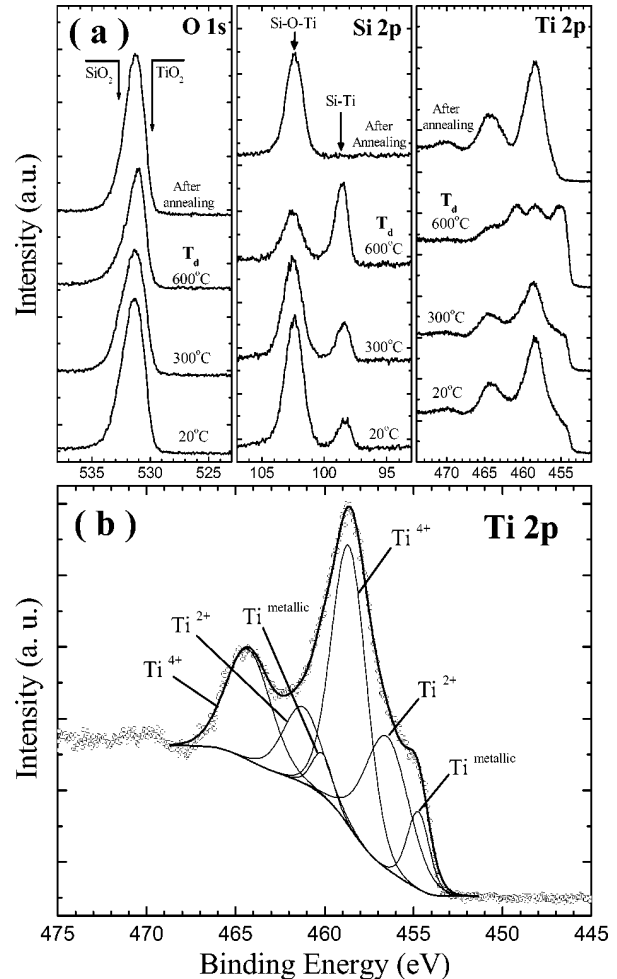 ( a )
O 1s
Si 2p
Ti 2p
SiO2
TiO2
Si-O-Ti
Si-Ti
After annealing
After Annealing
After annealing
Td
600°C
300°C
20°C
Td
600°C
300°C
20°C
Td
600°C
300°C
20°C
Intensity (a.u.)
535 530 525
105 100 95
470 465 460 455
( b )
Ti 2p
Ti 4+
Ti metallic
Ti 2+
Ti 4+
Ti 2+
Ti metallic
Intensity (a. u.)
475 470 465 460 455 450 445
Binding Energy (eV)